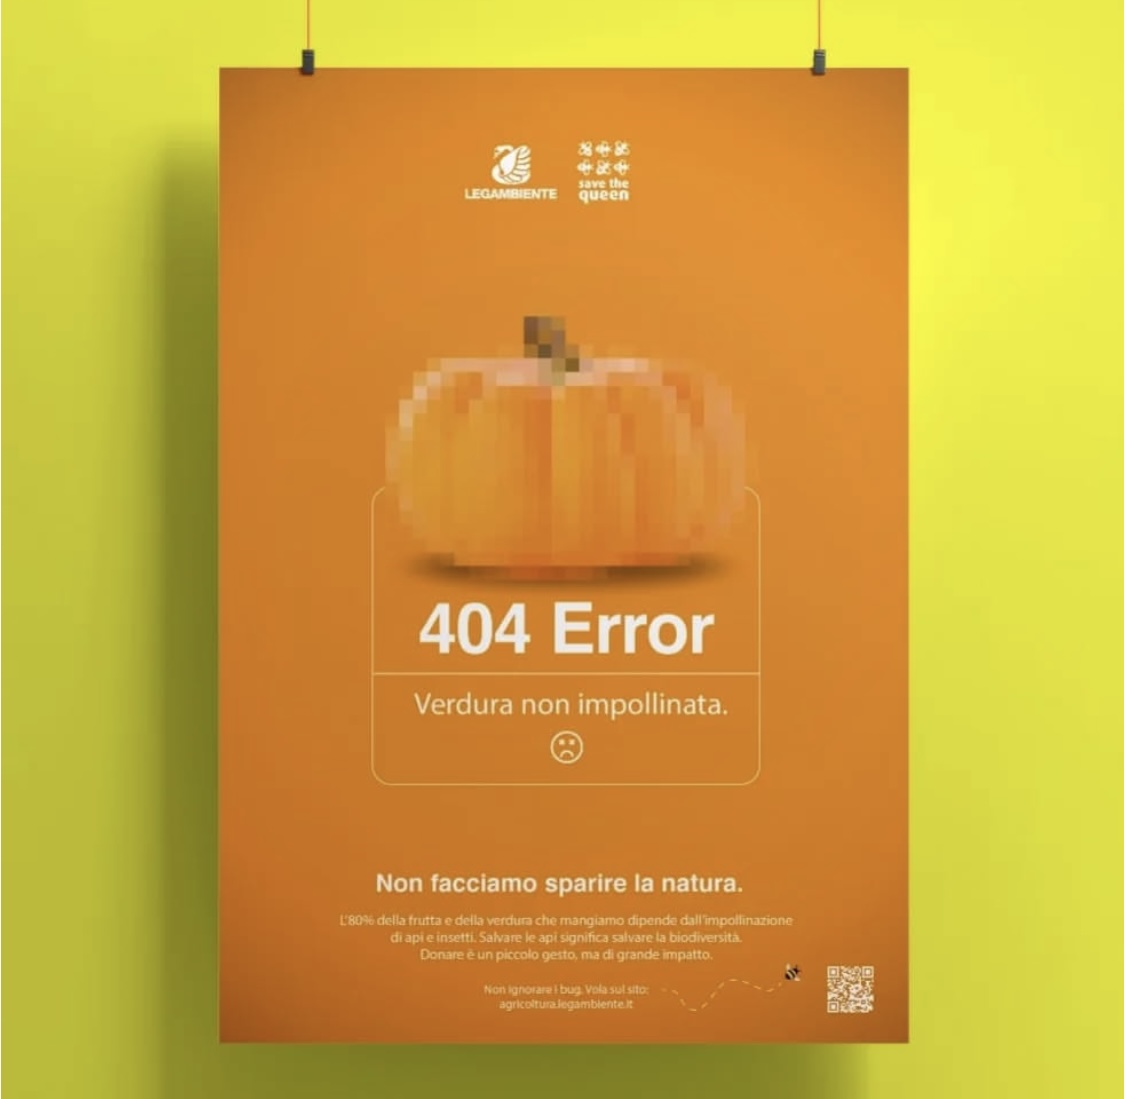 LEGAMBIENTE
save the
queen
404 Error
Verdura non impollinata.
Non facciamo sparire la natura.
L'80% della frutta e della verdura che mangiamo dipende dall'impollinazione
di api e insetti. Salvare le api significa salvare la biodiversità.
Donare è un piccolo gesto, ma di grande impatto.
Non ignorare i bug. Vola sul sito:
agricoltura.legambiente.it